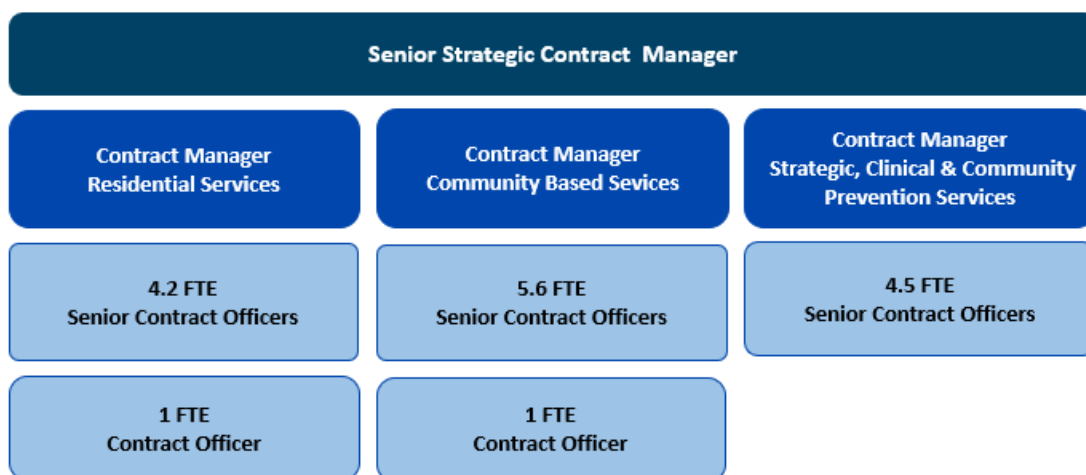 Senior Strategic Contract Manager
Contract Manager
Residential Services
Contract Manager
Community Based Sevices
Contract Manager
Strategic, Clinical & Community
Prevention Services
4.2 FTE
Senior Contract Officers
5.6 FTE
Senior Contract Officers
4.5 FTE
Senior Contract Officers
1 FTE
Contract Officer
1 FTE
Contract Officer